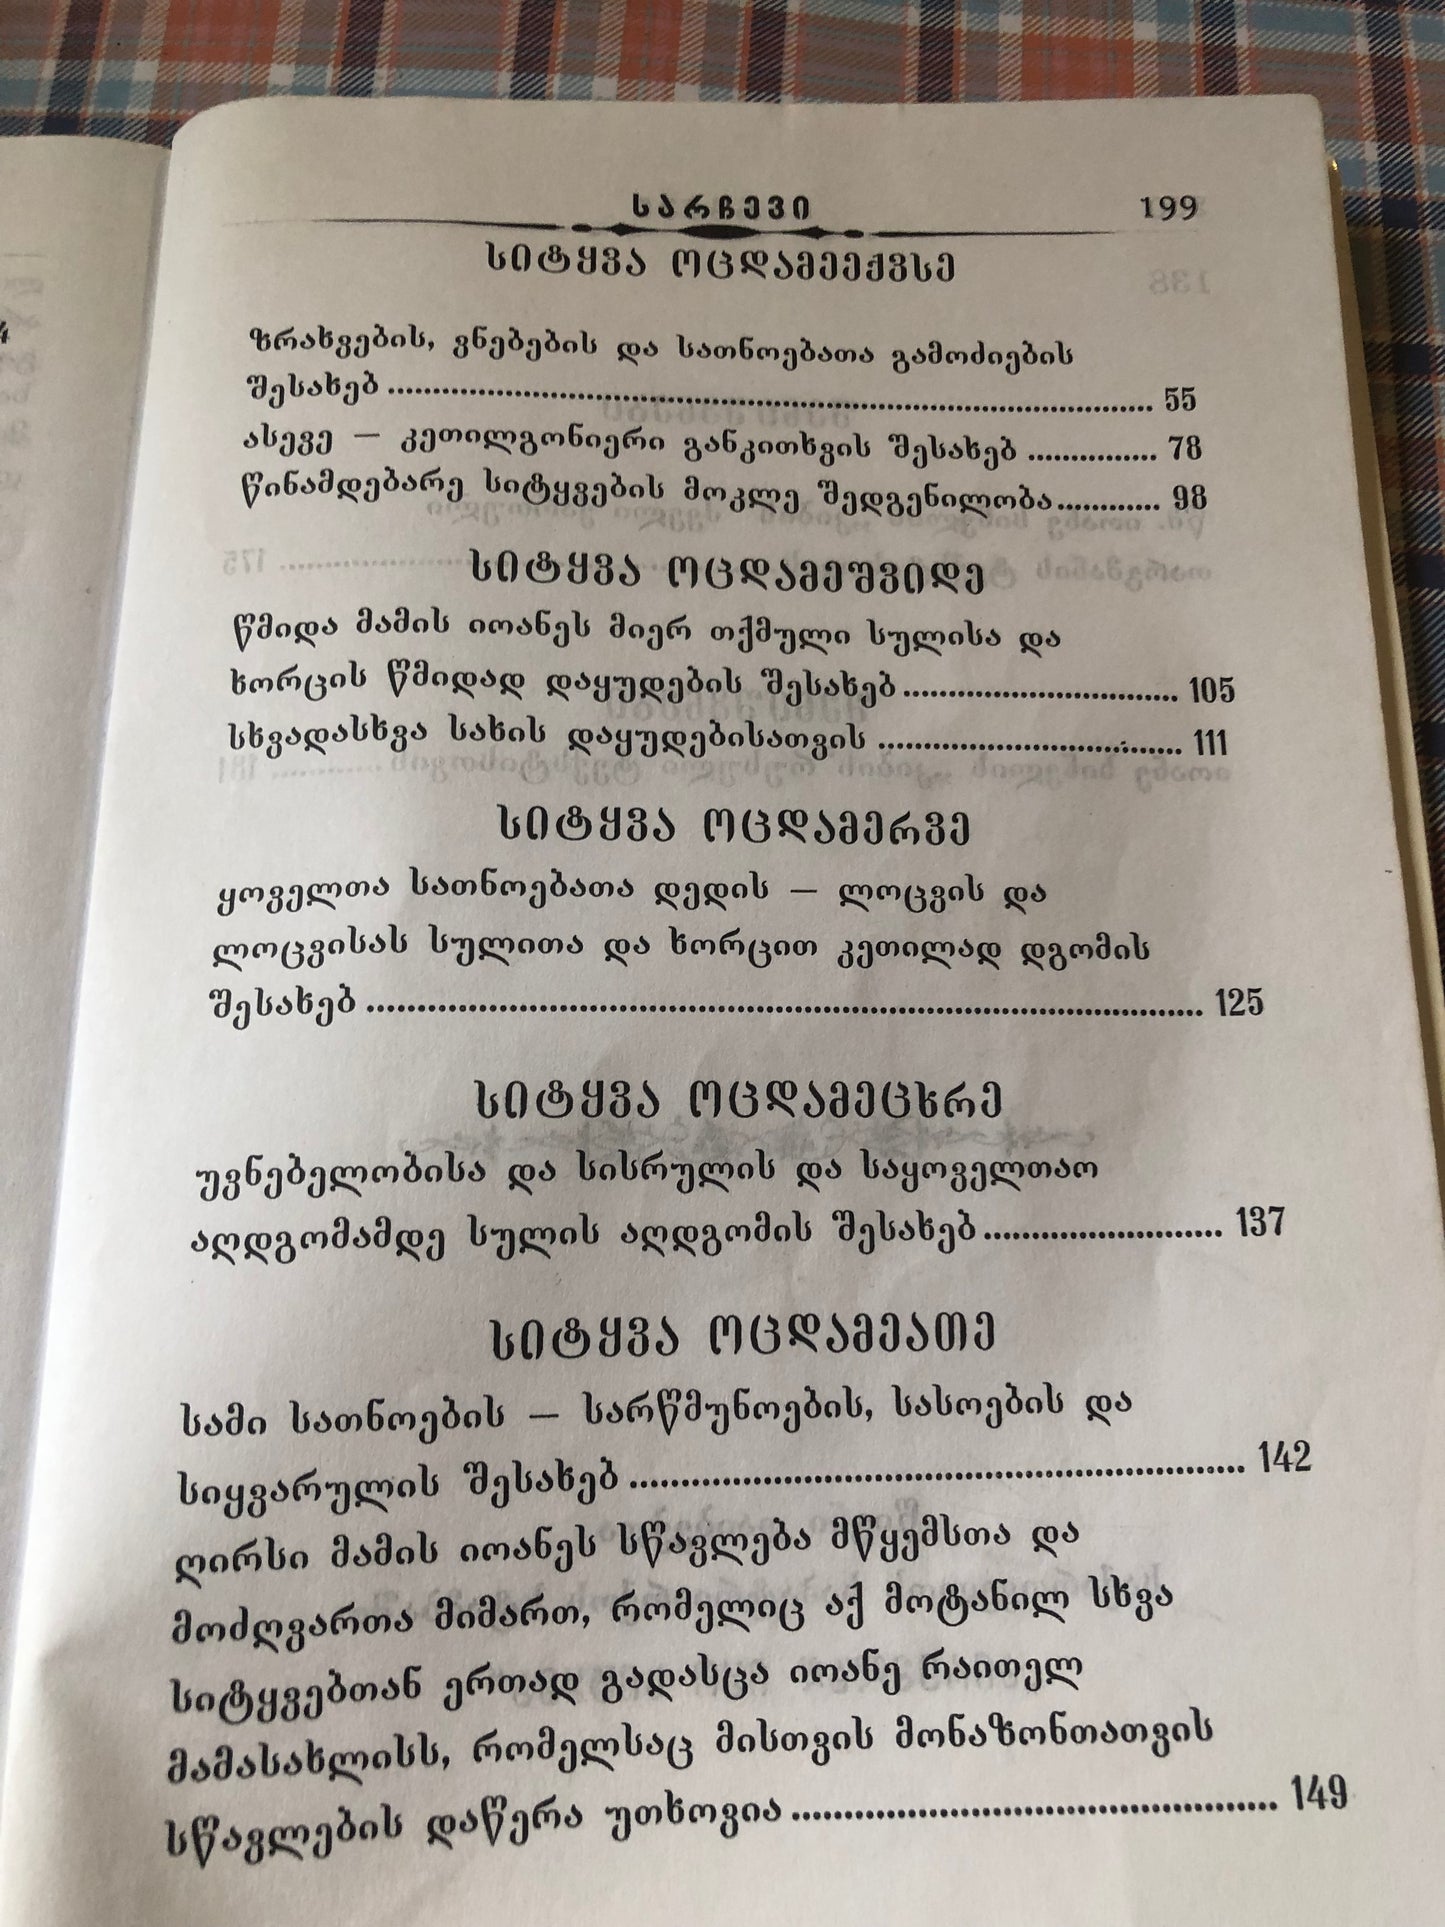 სარჩევი 199
სიტყვა ოცდამეექვსე
ზრახვების, ვნებების და სათნოებათა გამოძიების
შესახებ ........................................................................................ 55
ასევე — კეთილგონიერი განკითხვის შესახებ ............... 78
წინამდებარე სიტყვების მოკლე შედგენილობა............ 98
სიტყვა ოცდამეშვიდე
წმიდა მამის იოანეს მიერ თქმული სულისა და
ხორცის წმიდად დაყუდების შესახებ............................... 105
სხვადასხვა სახის დაყუდებისათვის .................................. 111
სიტყვა ოცდამერვე
ყოველთა სათნოებათა დედის — ლოცვის და
ლოცვისას სულითა და ხორცით კეთილად დგომის
შესახებ ........................................................................................ 125
სიტყვა ოცდამეცხრე
უვნებელობისა და სისრულის და საყოველთაო
აღდგომამდე სულის აღდგომის შესახებ......................... 137
სიტყვა ოცდამეათე
სამი სათნოების — სარწმუნოების, სასოების და
სიყვარულის შესახებ ............................................................. 142
ღირსი მამის იოანეს სწავლება მწყემსთა და
მოძღვართა მიმართ, რომელიც აქ მოტანილ სხვა
სიტყვებთან ერთად გადასცა იოანე რაითელ
მამასახლისს, რომელსაც მისთვის მონაზონთათვის
სწავლების დაწერა უთხოვია................................................ 149